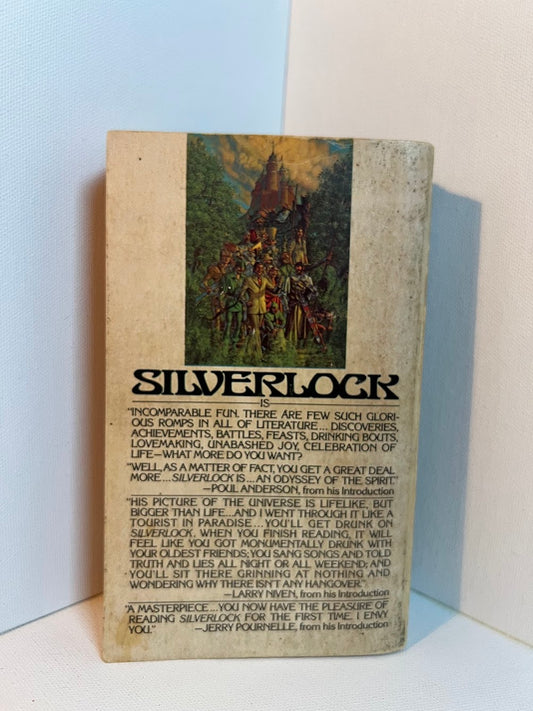 SILVERLOCK
IS
"INCOMPARABLE FUN. THERE ARE FEW SUCH GLORI-
OUS ROMPS IN ALL OF LITERATURE... DISCOVERIES,
ACHIEVEMENTS, BATTLES, FEASTS, DRINKING BOUTS,
LOVEMAKING, UNABASHED JOY, CELEBRATION OF
LIFE—WHAT MORE DO YOU WANT?
"WELL, AS A MATTER OF FACT, YOU GET A GREAT DEAL
MORE...SILVERLOCK IS...AN ODYSSEY OF THE SPIRIT."
—POUL ANDERSON, from his Introduction
"HIS PICTURE OF THE UNIVERSE IS LIFELIKE, BUT
BIGGER THAN LIFE...AND I WENT THROUGH IT LIKE A
TOURIST IN PARADISE...YOU'LL GET DRUNK ON
SILVERLOCK. WHEN YOU FINISH READING, IT WILL
FEEL LIKE YOU GOT MONUMENTALLY DRUNK WITH
YOUR OLDEST FRIENDS; YOU SANG SONGS AND TOLD
TRUTH AND LIES ALL NIGHT OR ALL WEEKEND; AND
YOU'LL SIT THERE GRINNING AT NOTHING AND
WONDERING WHY THERE ISN'T ANY HANGOVER."
—LARRY NIVEN, from his Introduction
"A MASTERPIECE...YOU NOW HAVE THE PLEASURE OF
READING SILVERLOCK FOR THE FIRST TIME. I ENVY
YOU." —JERRY POURNELLE, from his Introduction